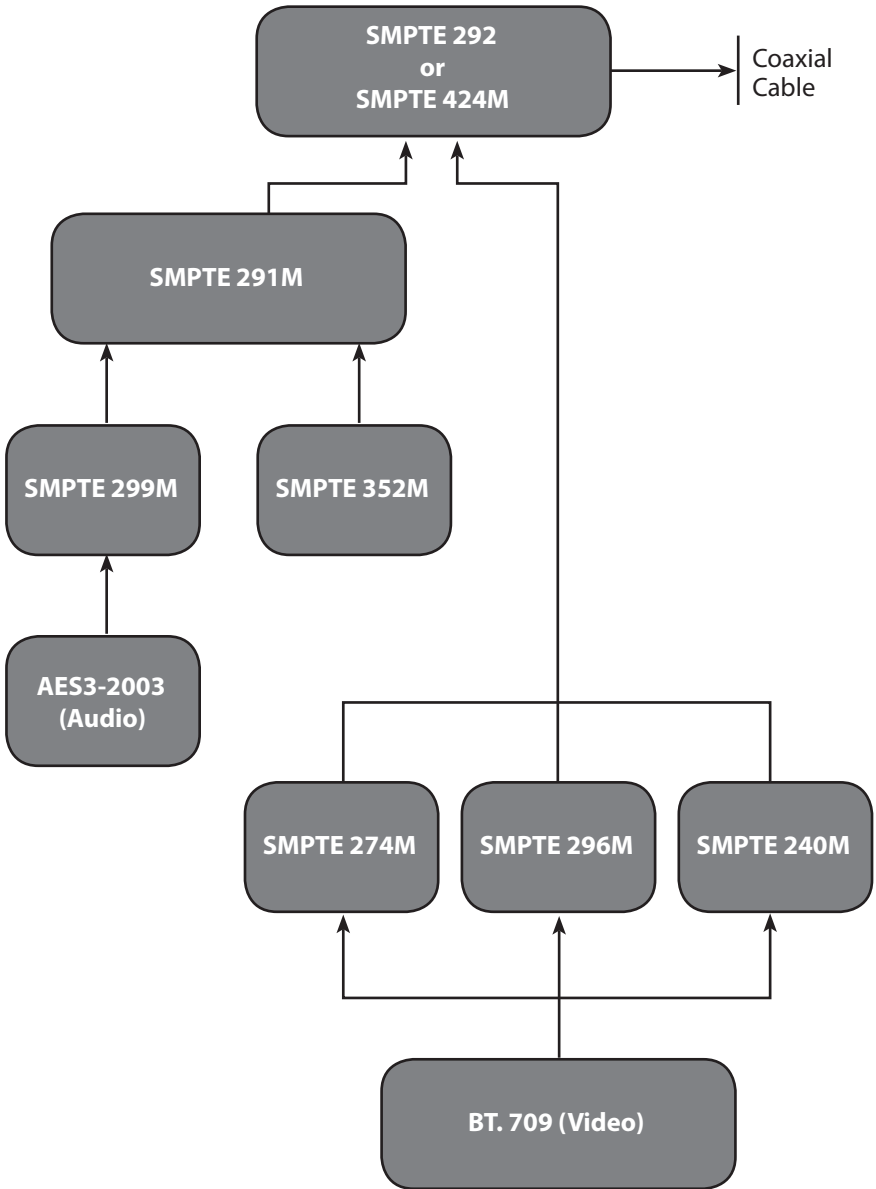 SMPTE 292
or
SMPTE 424M
Coaxial
Cable
SMPTE 291M
SMPTE 299M
SMPTE 352M
AES3-2003
(Audio)
SMPTE 274M
SMPTE 296M
SMPTE 240M
BT. 709 (Video)